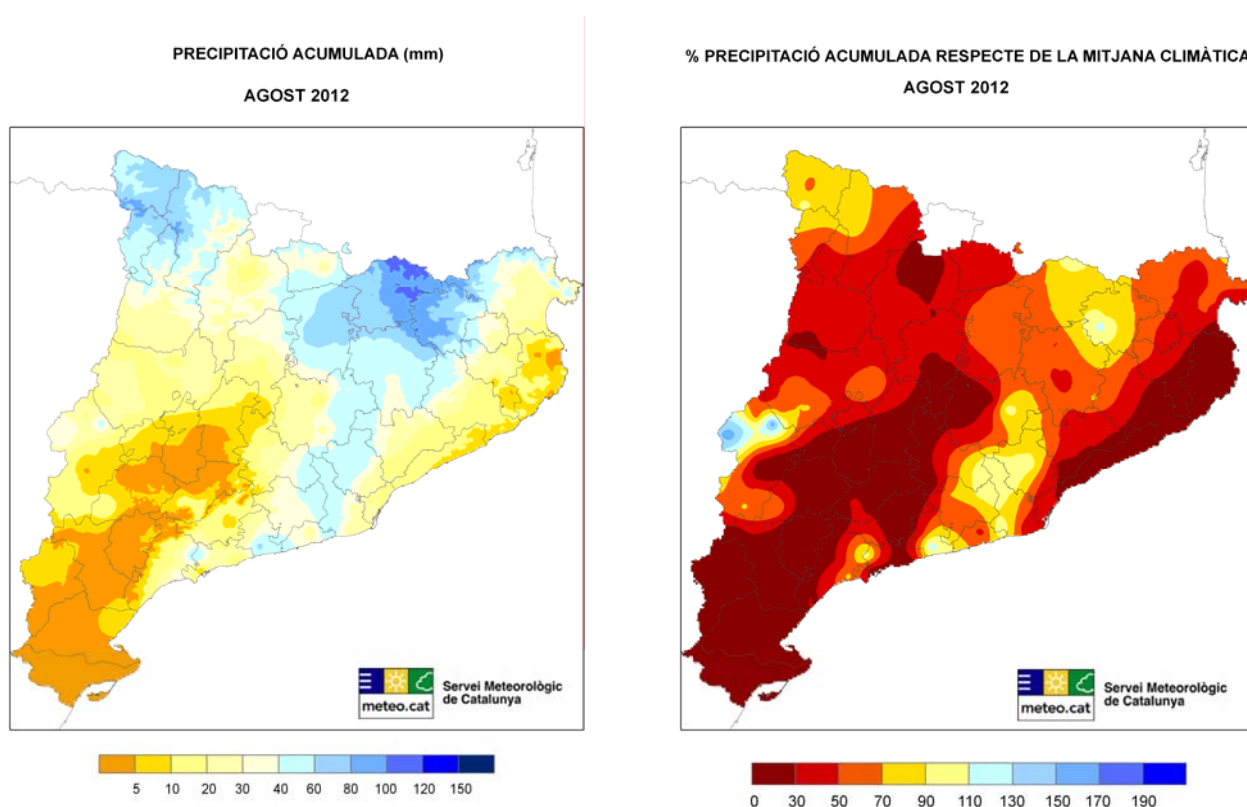 PRECIPITACIÓ ACUMULADA (mm)
AGOST 2012
Servei Meteorològic
de Catalunya
meteo.cat
5 10 20 30 40 60 80 100 120 150
% PRECIPITACIÓ ACUMULADA RESPECTE DE LA MITJANA CLIMÀTICA
AGOST 2012
Servei Meteorològic
de Catalunya
meteo.cat
0 30 50 70 90 110 130 150 170 190